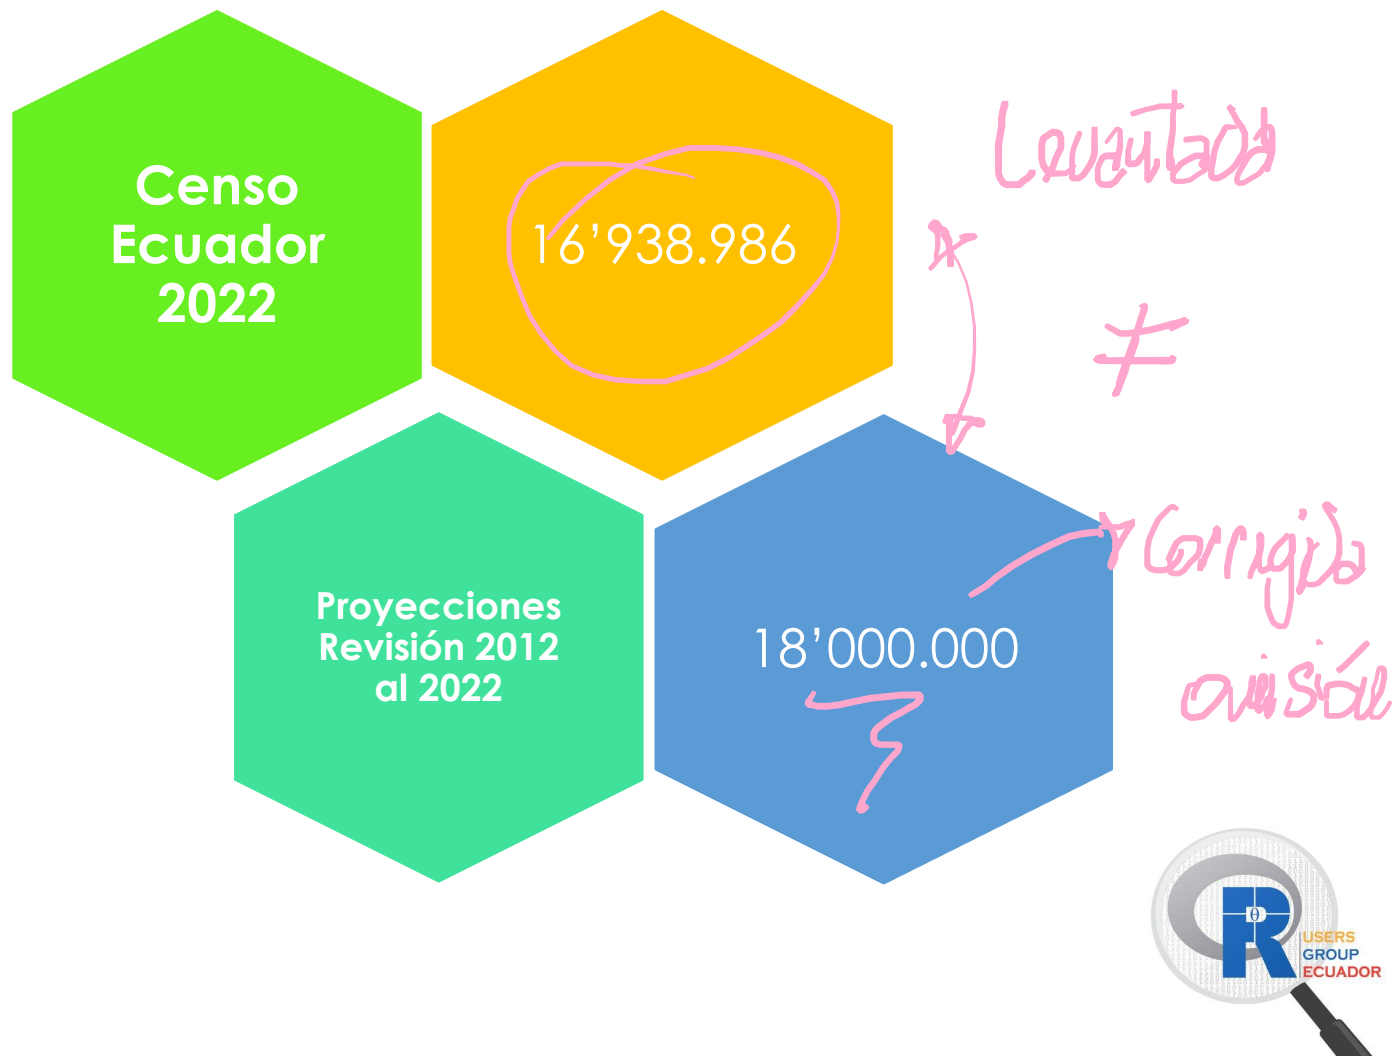 Censo
Ecuador
2022
16’938.986
Levantada
≠
Proyecciones
Revisión 2012
al 2022
18’000.000
Corrigida
omisión
R
USERS
GROUP
ECUADOR